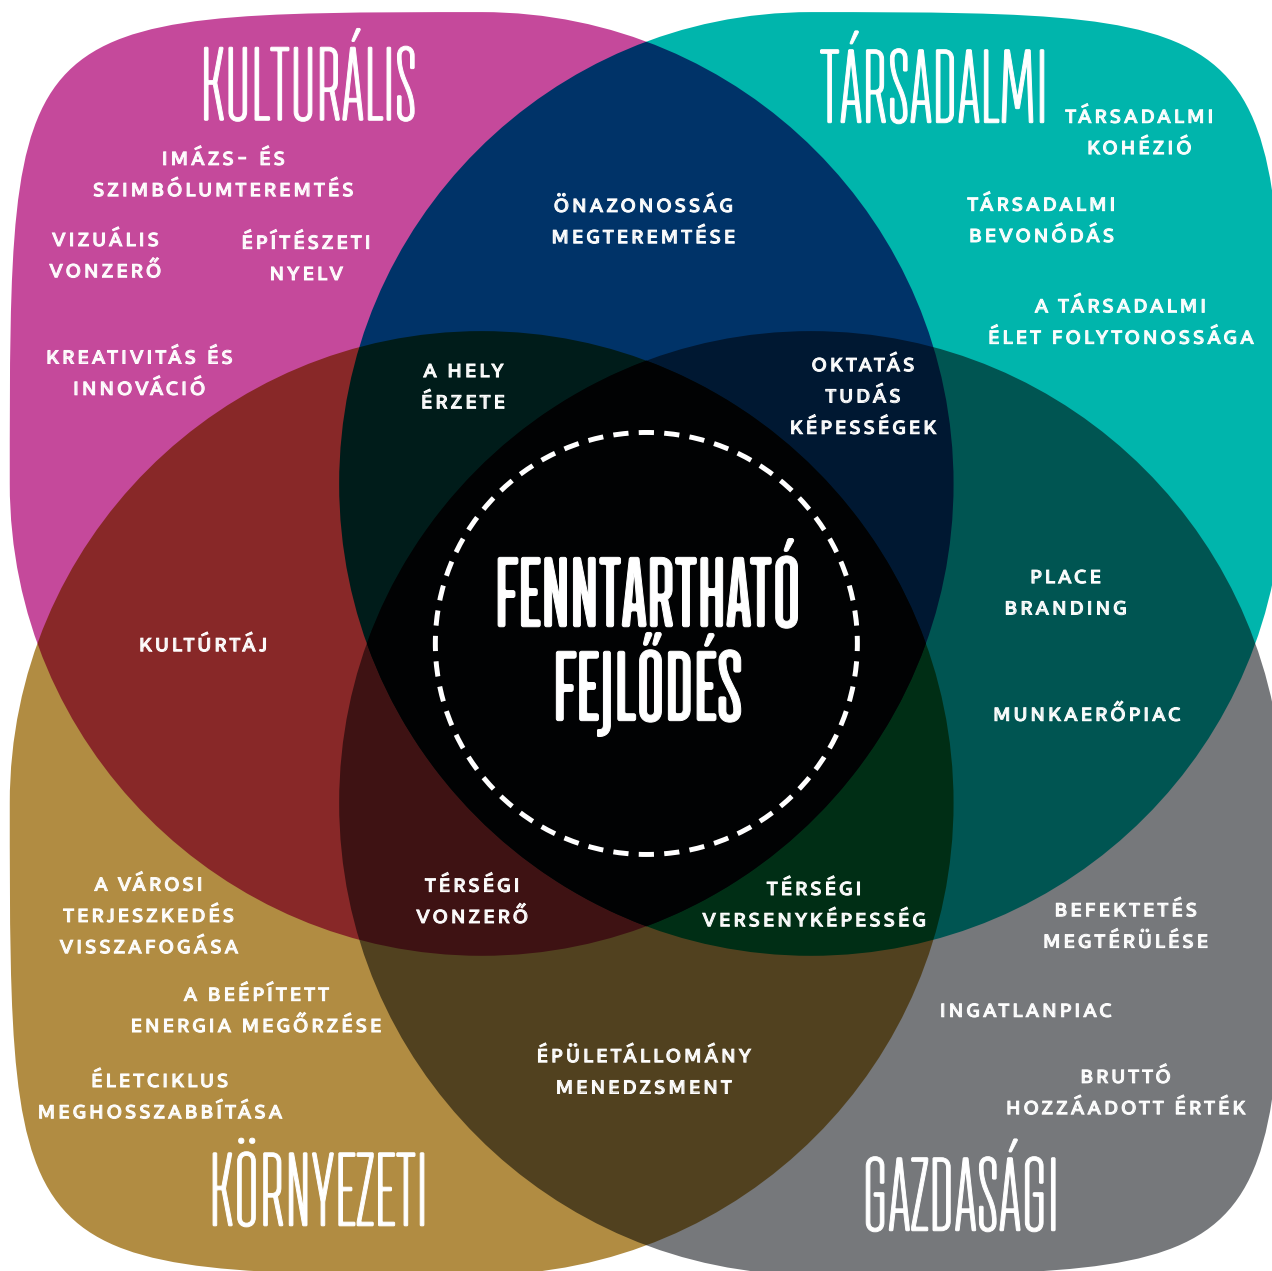 KULTURÁLIS
IMÁZS- ÉS
SZIMBÓLUMTEREMTÉS
VIZUÁLIS
VONZERŐ
ÉPÍTÉSZETI
NYELV
KREATIVITÁS ÉS
INNOVÁCIÓ
ÖNAZONOSSÁG
MEGTEREMTÉSE
TÁRSADALMI
TÁRSADALMI
KOHÉZIÓ
TÁRSADALMI
BEVONÓDÁS
A TÁRSADALMI
ÉLET FOLYTONOSSÁGA
A HELY
ÉRZETE
OKTATÁS
TUDÁS
KÉPESSÉGEK
FENNTARTHATÓ
FEJLŐDÉS
KULTÚRTÁJ
PLACE
BRANDING
MUNKAERŐPIAC
TÉRSÉGI
VONZERŐ
TÉRSÉGI
VERSENYKÉPESSÉG
A VÁROSI
TERJESZKEDÉS
VISSZAFOGÁSA
A BEÉPÍTETT
ENERGIA MEGŐRZÉSE
ÉLETCIKLUS
MEGHOSSZABBÍTÁSA
KÖRNYEZETI
ÉPÜLETÁLLOMÁNY
MENEDZSMENT
BEFEKTETÉS
MEGTÉRÜLÉSE
INGATLANPIAC
BRUTTÓ
HOZZÁADOTT ÉRTÉK
GAZDASÁGI